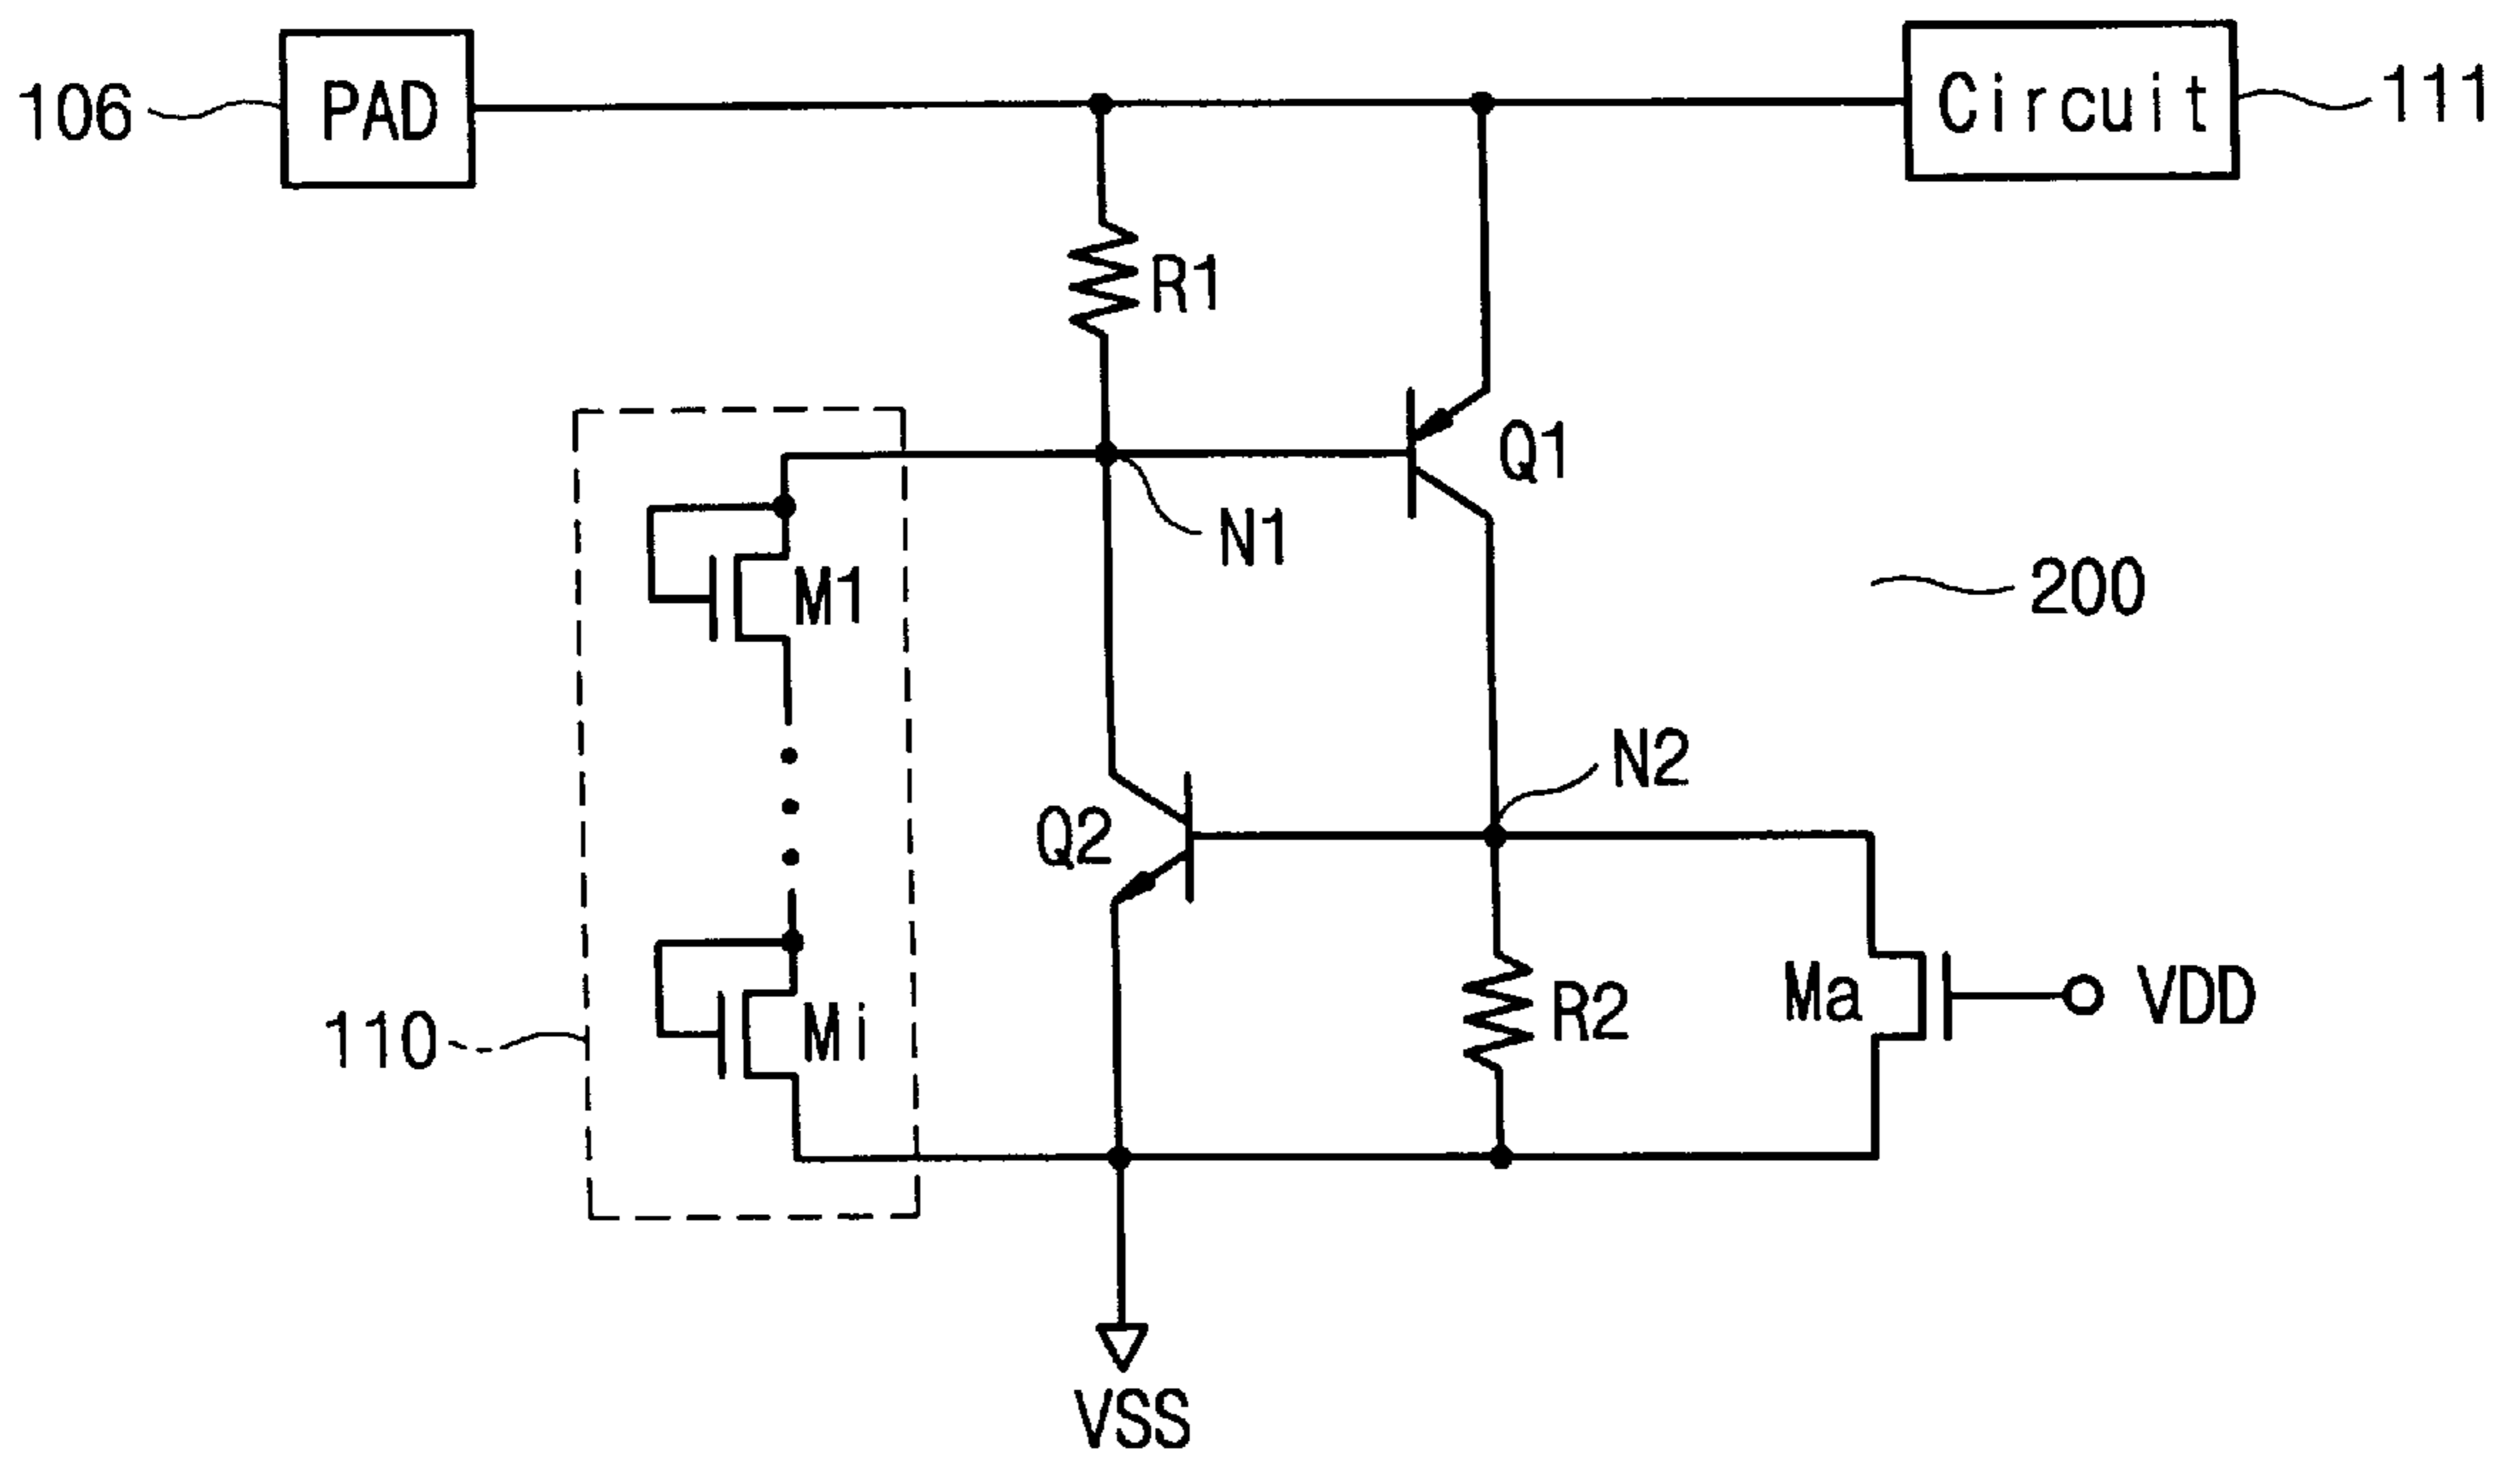 106
PAD
Circuit
111
R1
Q1
N1
M1
200
N2
Q2
Ma
VDD
R2
Mi
110
VSS